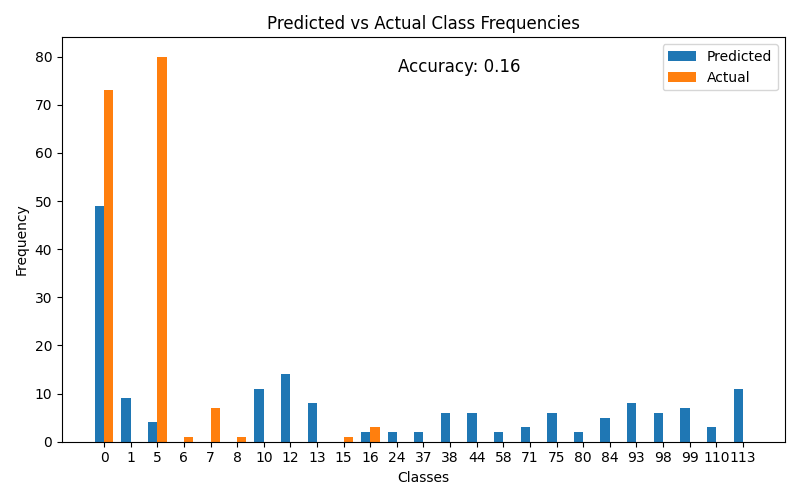 Predicted vs Actual Class Frequencies
Accuracy: 0.16
Predicted
Actual
Frequency
80
70
60
50
40
30
20
10
0
0 1 5 6 7 8 10 12 13 15 16 24 37 38 44 58 71 75 80 84 93 98 99 110 113
Classes